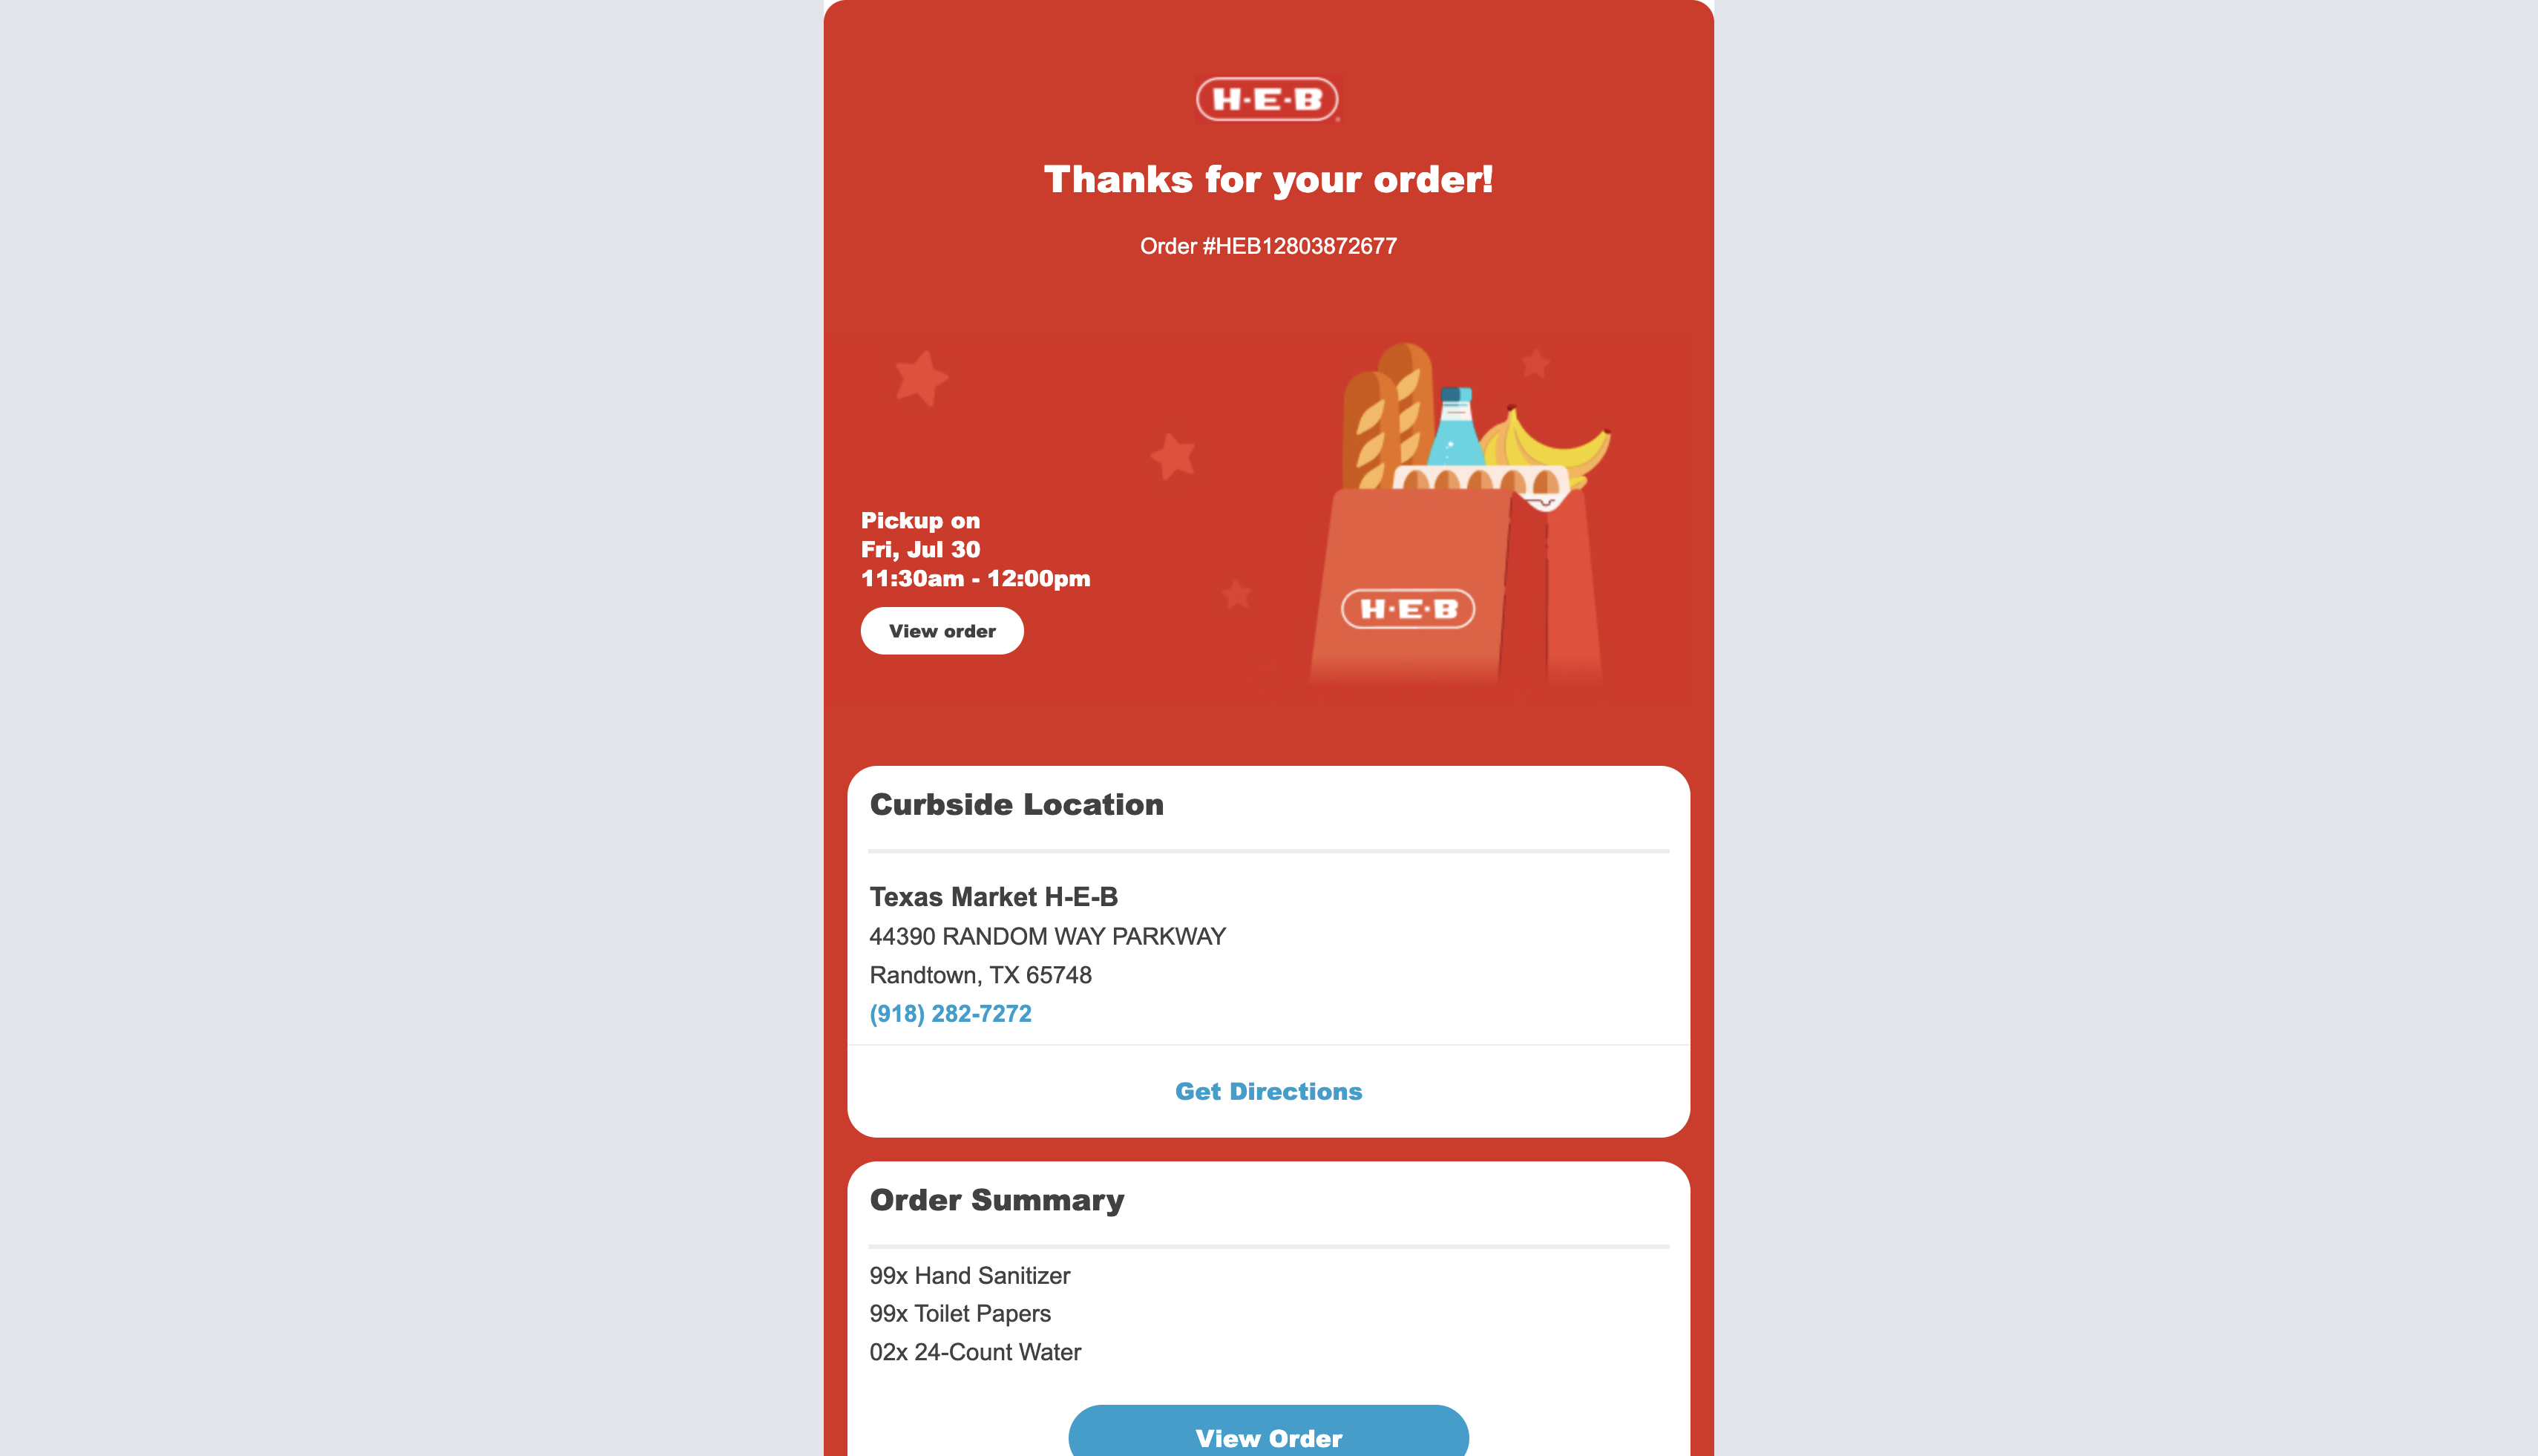 H-E-B
Thanks for your order!
Order #HEB12803872677
Pickup on
Fri, Jul 30
11:30am - 12:00pm
View order
H-E-B
Curbside Location
Texas Market H-E-B
44390 RANDOM WAY PARKWAY
Randtown, TX 65748
(918) 282-7272
Get Directions
Order Summary
99x Hand Sanitizer
99x Toilet Papers
02x 24-Count Water
View Order